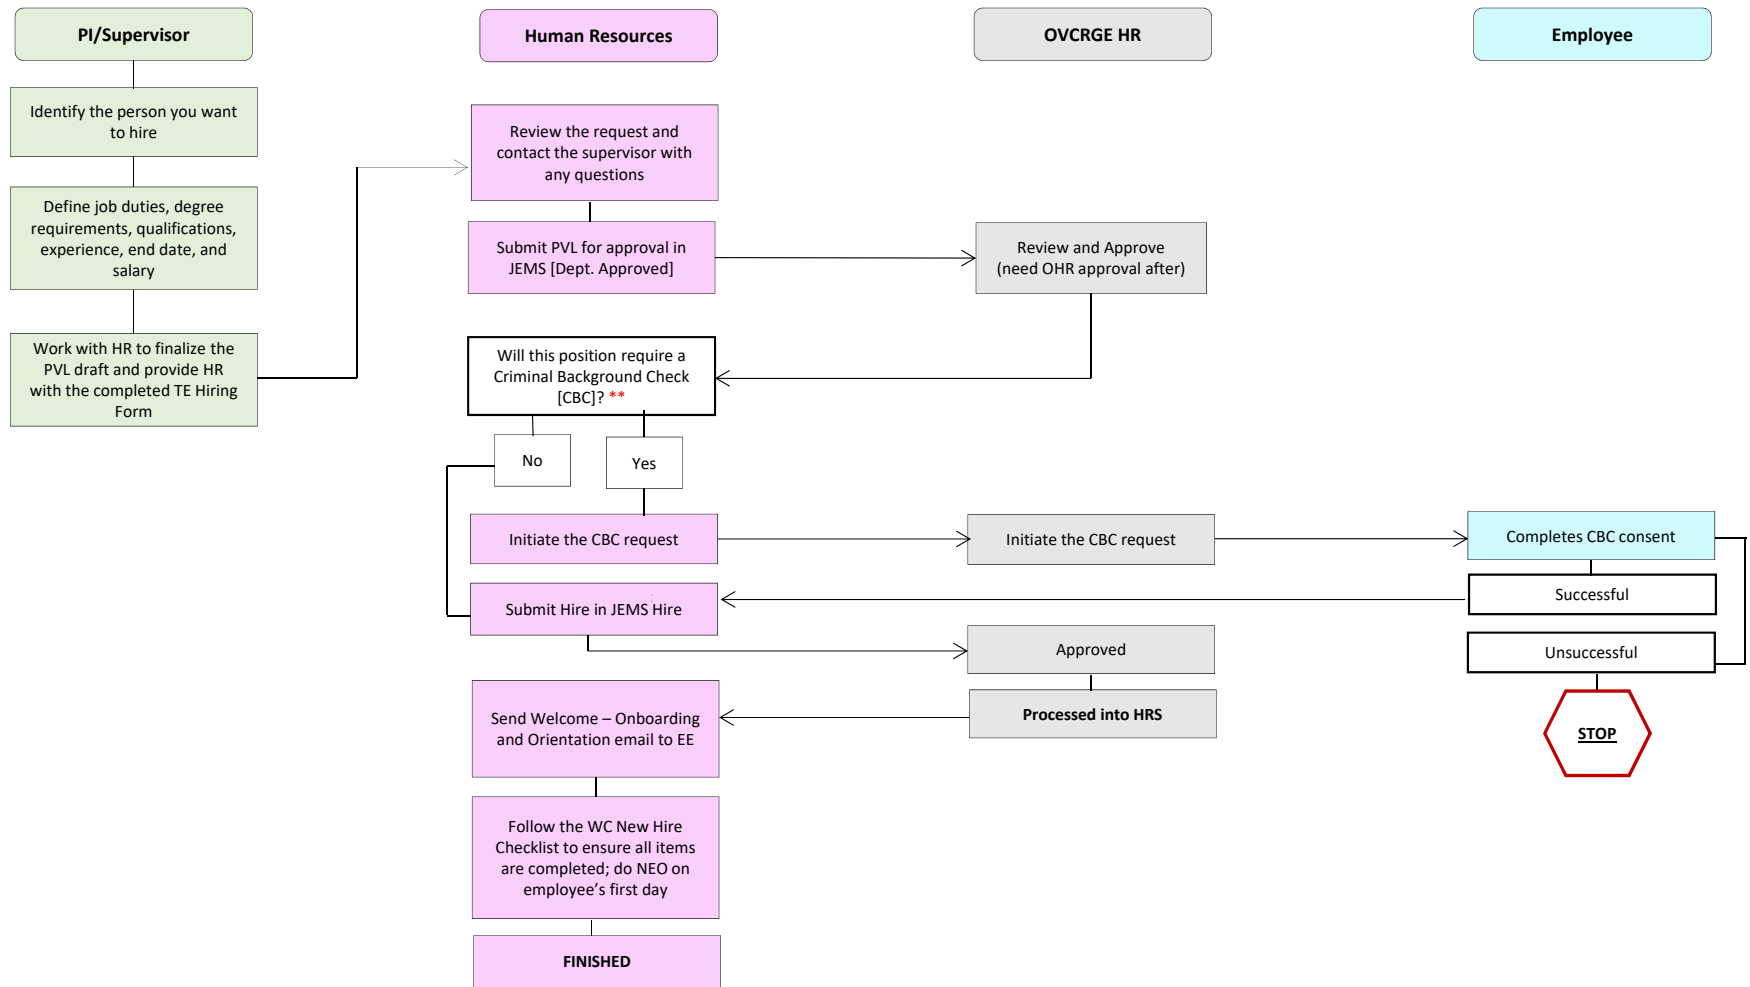 PI/Supervisor
Human Resources
OVCRGE HR
Employee
Identify the person you want
to hire
Define job duties, degree
requirements, qualifications,
experience, end date, and
salary
Work with HR to finalize the
PVL draft and provide HR
with the completed TE Hiring
Form
Review the request and
contact the supervisor with
any questions
Submit PVL for approval in
JEMS [Dept. Approved]
Review and Approve
(need OHR approval after)
Will this position require a
Criminal Background Check
[CBC]? **
No
Yes
Initiate the CBC request
Initiate the CBC request
Completes CBC consent
Successful
Submit Hire in JEMS Hire
Approved
Unsuccessful
Processed into HRS
STOP
Send Welcome – Onboarding
and Orientation email to EE
Follow the WC New Hire
Checklist to ensure all items
are completed; do NEO on
employee’s first day
FINISHED